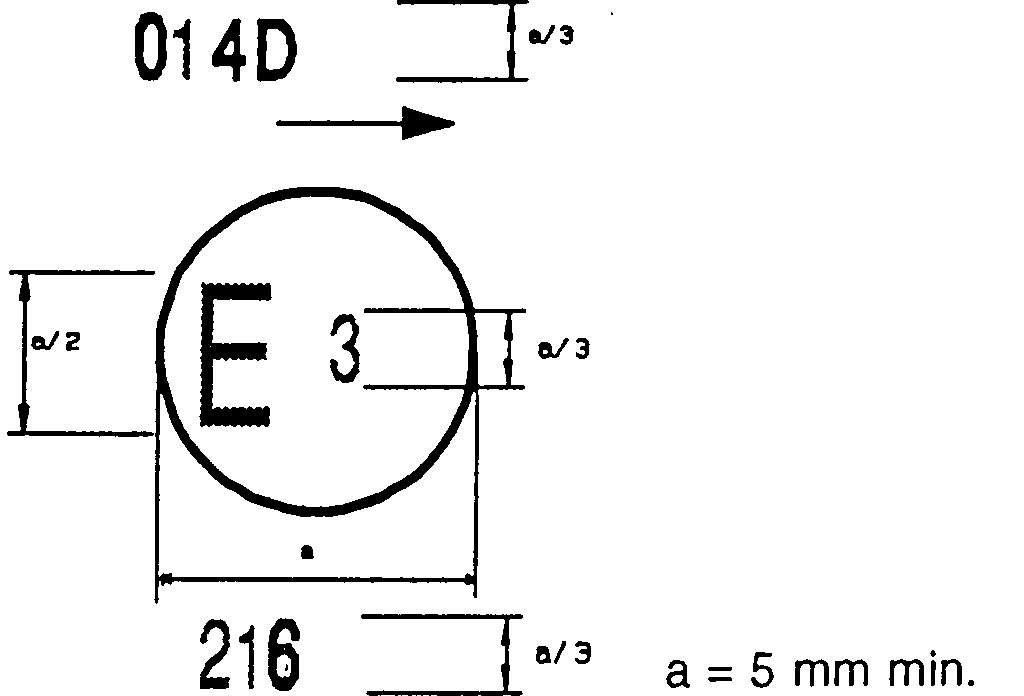 014D
a/3
a/2
E 3
a/3
a
216
a/3
a = 5 mm min.